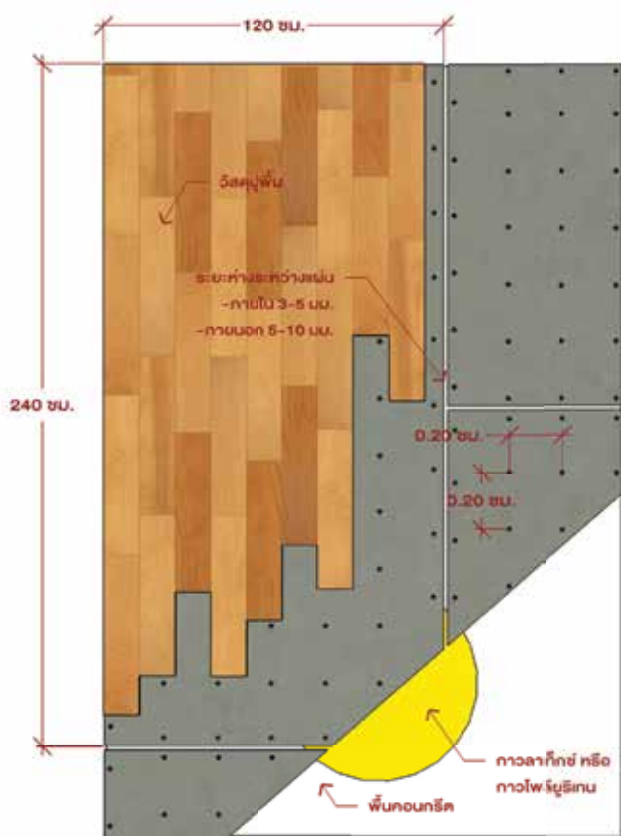 120 ซม.
วัสดุปูพื้น
ระยะห่างระหว่างแผ่น
-ภายใน 3-5 มม.
-ภายนอก 5-10 มม.
240 ซม.
0.20 ซม.
0.20 ซม.
กาวลาเท็กซ์ หรือ
กาวโพลียูริเทน
พื้นคอนกรีต